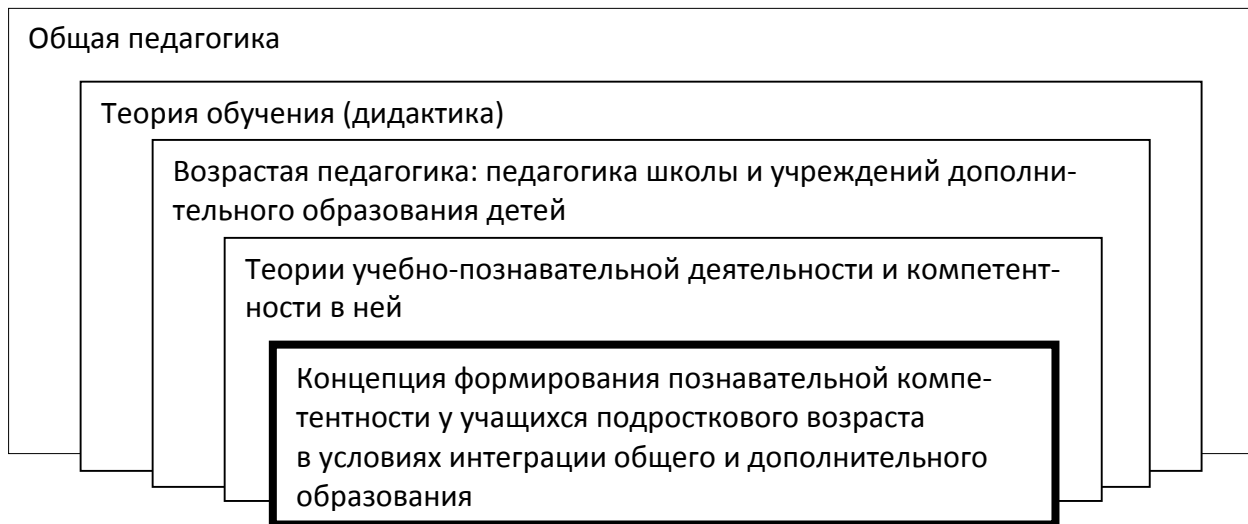 Общая педагогика
Теория обучения (дидактика)
Возрастая педагогика: педагогика школы и учреждений дополни-
тельного образования детей
Теории учебно-познавательной деятельности и компетент-
ности в ней
Концепция формирования познавательной компе-
тентности у учащихся подросткового возраста
в условиях интеграции общего и дополнительного
образования